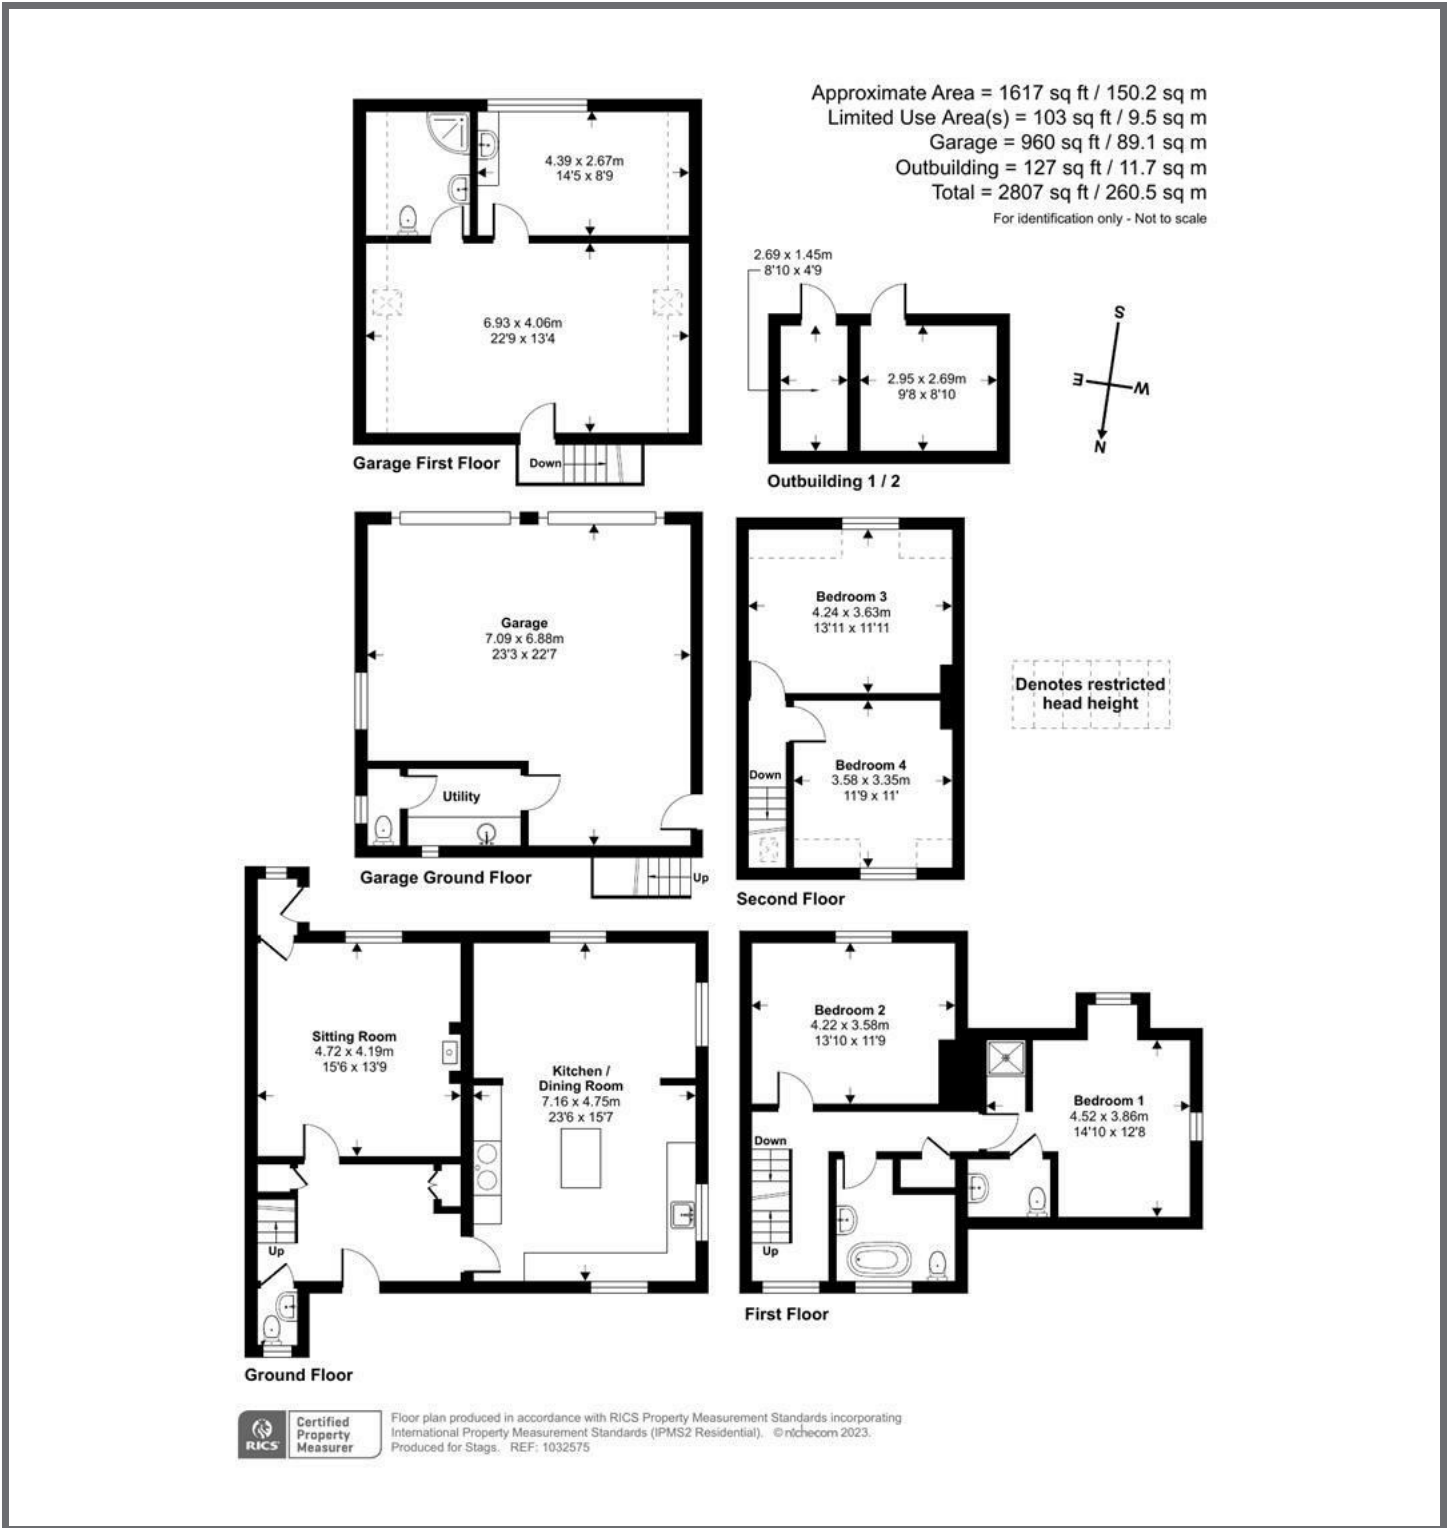 Approximate Area = 1617 sq ft / 150.2 sq m
Limited Use Area(s) = 103 sq ft / 9.5 sq m
Garage = 960 sq ft / 89.1 sq m
Outbuilding = 127 sq ft / 11.7 sq m
Total = 2807 sq ft / 260.5 sq m
For identification only - Not to scale
4.39 x 2.67m
14'5 x 8'9
6.93 x 4.06m
22'9 x 13'4
Down
Garage First Floor
2.69 x 1.45m
8'10 x 4'9
2.95 x 2.69m
9'8 x 8'10
Outbuilding 1 / 2
S
E
W
N
Garage
7.09 x 6.88m
23'3 x 22'7
Utility
Up
Garage Ground Floor
Bedroom 3
4.24 x 3.63m
13'11 x 11'11
Bedroom 4
3.58 x 3.35m
11'9 x 11'
Down
Second Floor
Denotes restricted
head height
Sitting Room
4.72 x 4.19m
15'6 x 13'9
Kitchen /
Dining Room
7.16 x 4.75m
23'6 x 15'7
Up
Ground Floor
Bedroom 2
4.22 x 3.58m
13'10 x 11'9
Bedroom 1
4.52 x 3.86m
14'10 x 12'8
Down
Up
First Floor
RICS
Certified
Property
Measurer
Floor plan produced in accordance with RICS Property Measurement Standards incorporating
International Property Measurement Standards (IPMS2 Residential). © nichecom 2023.
Produced for Stags. REF: 1032575